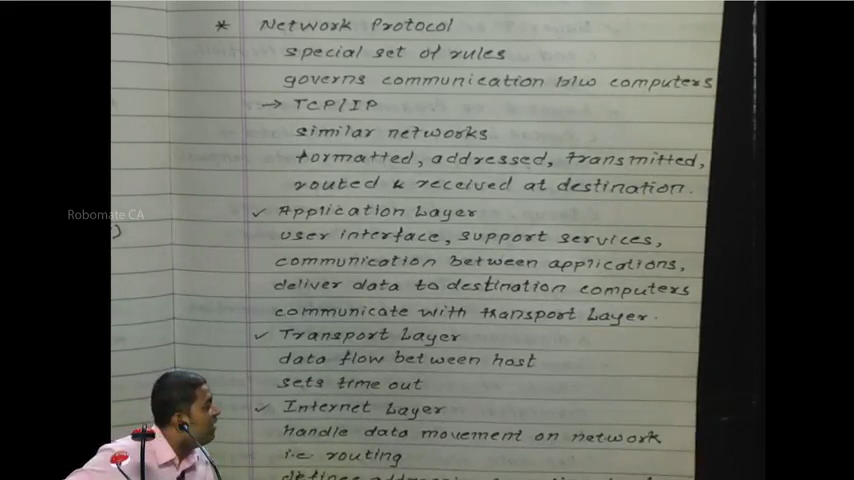 * Network Protocol
special set of rules
governs communication b/w computers
→ TCP/IP
similar networks
formatted, addressed, transmitted,
routed & received at destination.
Robomate CA
✓ Application Layer
user interface, support services,
communication between applications,
deliver data to destination computers
communicate with transport Layer.
✓ Transport Layer
data flow between host
sets time out
✓ Internet Layer
handle data movement on network
i.e routing
defines